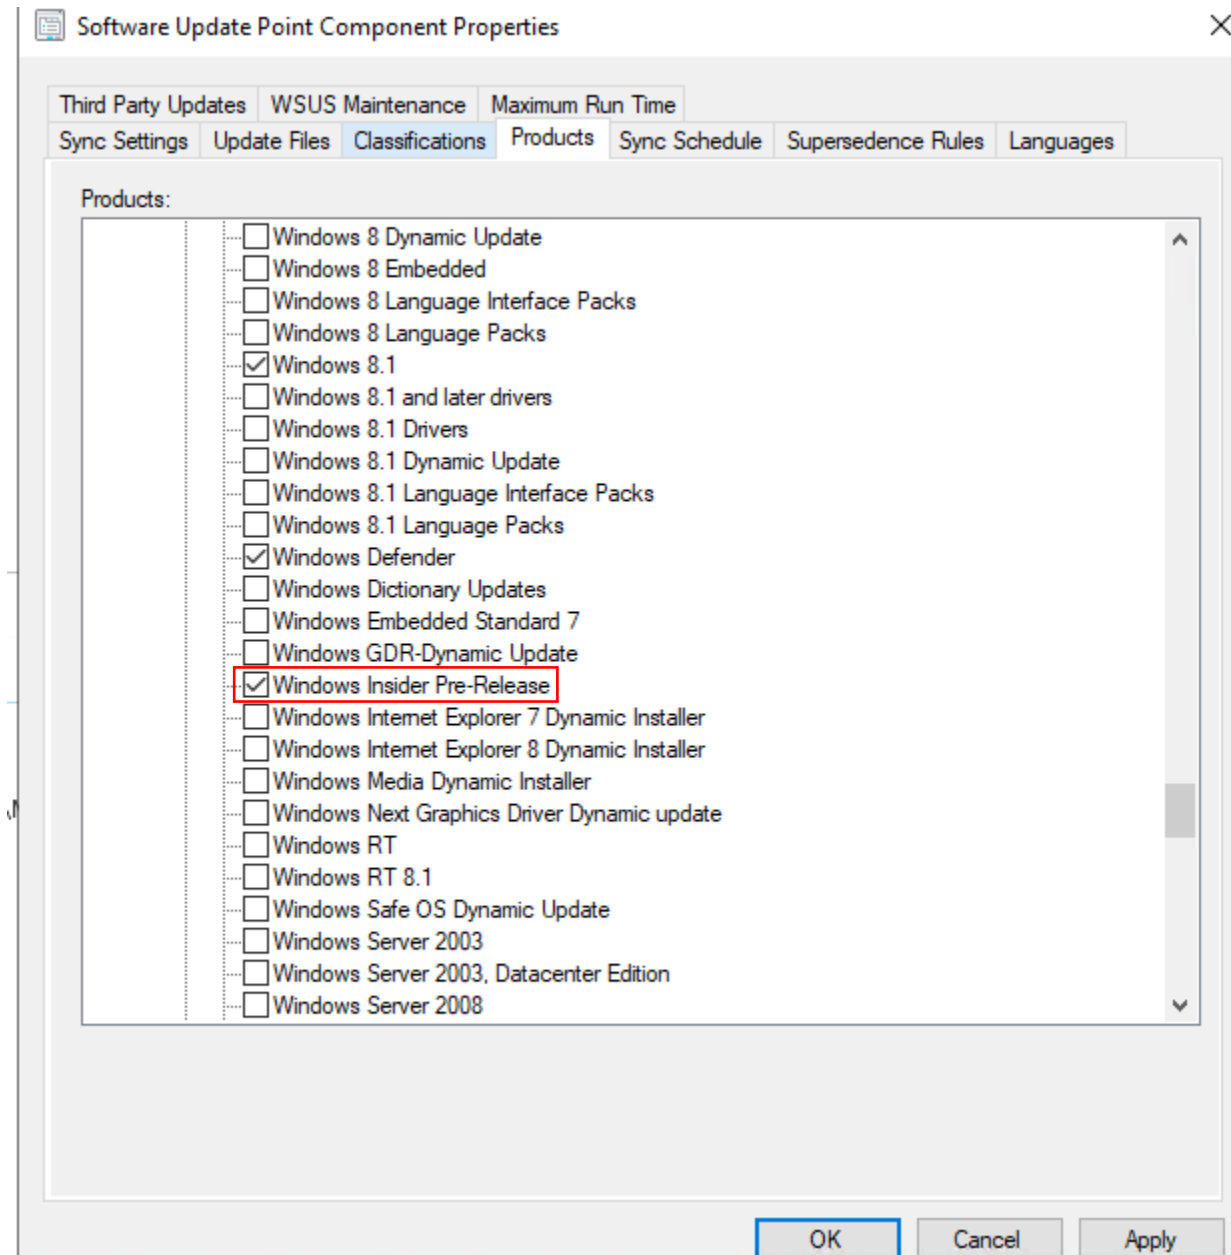 Software Update Point Component Properties
Third Party Updates WSUS Maintenance Maximum Run Time
Sync Settings Update Files Classifications Products Sync Schedule Supersedence Rules Languages
Products:
Windows 8 Dynamic Update
Windows 8 Embedded
Windows 8 Language Interface Packs
Windows 8 Language Packs
Windows 8.1
Windows 8.1 and later drivers
Windows 8.1 Drivers
Windows 8.1 Dynamic Update
Windows 8.1 Language Interface Packs
Windows 8.1 Language Packs
Windows Defender
Windows Dictionary Updates
Windows Embedded Standard 7
Windows GDR-Dynamic Update
Windows Insider Pre-Release
Windows Internet Explorer 7 Dynamic Installer
Windows Internet Explorer 8 Dynamic Installer
Windows Media Dynamic Installer
Windows Next Graphics Driver Dynamic update
Windows RT
Windows RT 8.1
Windows Safe OS Dynamic Update
Windows Server 2003
Windows Server 2003, Datacenter Edition
Windows Server 2008
OK Cancel Apply